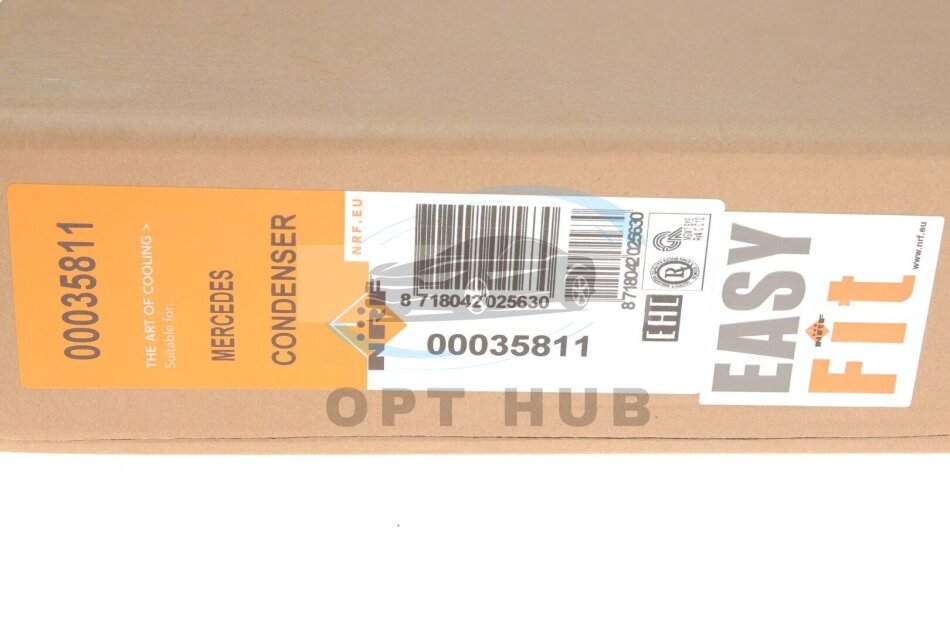 00035811
THE ART OF COOLING >
Suitable for:
MERCEDES
CONDENSER
NRF.EU
NRF
8 718042 025630
00035811
8718042025630
EAC
EASY
Fit
NRF
www.nrf.eu
OPT HUB